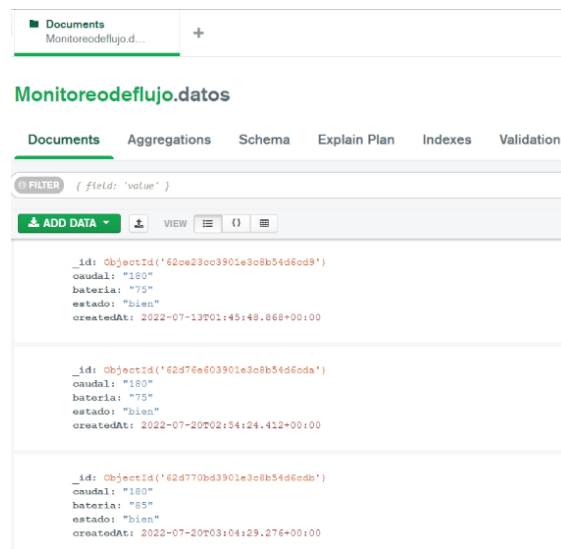 Documents
Monitoreodeflujo.d...
+
Monitoreodeflujo.datos
Documents Aggregations Schema Explain Plan Indexes Validation
FILTER { field: 'value' }
ADD DATA VIEW {}
_id: ObjectId('62ce23cc3901e3c8b54d6cd9')
caudal: "180"
bateria: "75"
estado: "bien"
createdAt: 2022-07-13T01:45:48.868+00:00
_id: ObjectId('62d76e603901e3c8b54d6cda')
caudal: "180"
bateria: "75"
estado: "bien"
createdAt: 2022-07-20T02:54:24.412+00:00
_id: ObjectId('62d770bd3901e3c8b54d6cdb')
caudal: "180"
bateria: "85"
estado: "bien"
createdAt: 2022-07-20T03:04:29.276+00:00